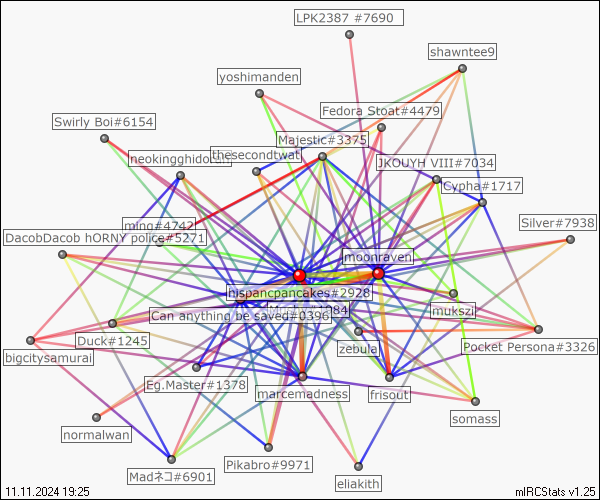 LPK2387 #7690
shawntee9
yoshimanden
Fedora Stoat#4479
Swirly Boi#6154
Majestic#3375
neokingghidorah
thesecondtwat
JKOUYH VIII#7034
Cypha#1717
Silver#7938
ming#4742
DacobDacob hORNY police#5271
moonraven
hispancpancakes#2928
Can anything be saved#0396
mukszi
Duck#1245
zebulal
Pocket Persona#3326
bigcitysamurai
Eg.Master#1378
marcemadness
frisout
somass
normalwan
Pikabro#9971
Madネコ#6901
eliakith
11.11.2024 19:25
mIRCStats v1.25